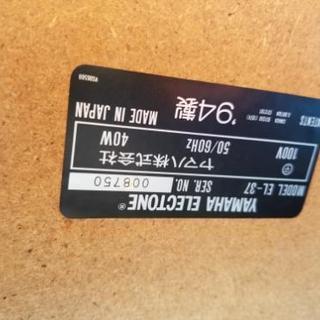 YAMAHA ELECTONE®
MODEL EL-37
SER. NO. 008750
100V 40W
50/60Hz
ヤマハ株式会社
'94製
MADE IN JAPAN